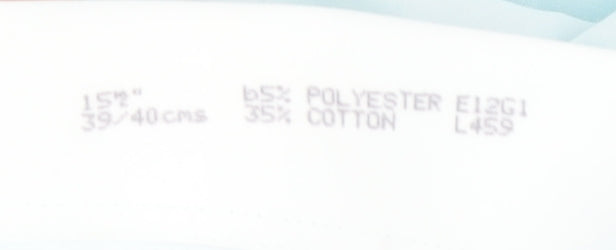 15½" 65% POLYESTER E12G1
39/40cms 35% COTTON L459